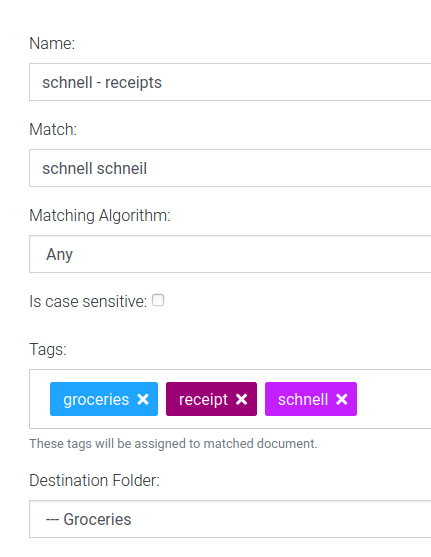 Name:
schnell - receipts
Match:
schnell schneil
Matching Algorithm:
Any
Is case sensitive:
Tags:
groceries × receipt × schnell ×
These tags will be assigned to matched document.
Destination Folder:
--- Groceries